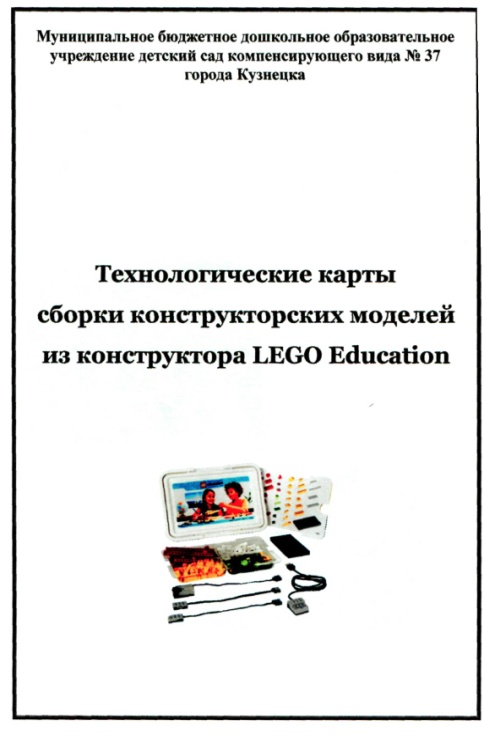 Муниципальное бюджетное дошкольное образовательное
учреждение детский сад компенсирующего вида № 37
города Кузнецка
Технологические карты
сборки конструкторских моделей
из конструктора LEGO Education